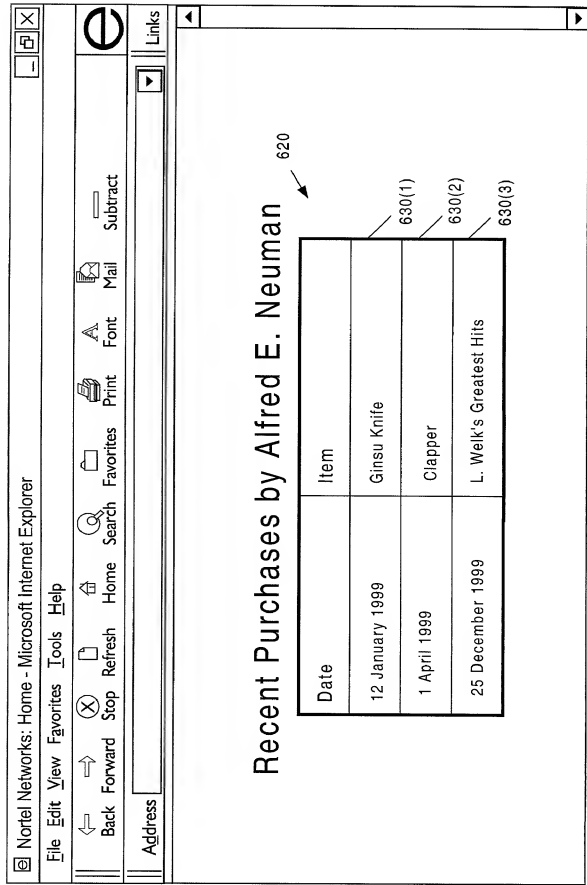 Nortel Networks: Home - Microsoft Internet Explorer
File Edit View Favorites Tools Help
Back Forward Stop Refresh Home Search Favorites Print Font Mail Subtract
Address Links
Recent Purchases by Alfred E. Neuman
620
Date Item
12 January 1999 Ginsu Knife 630(1)
1 April 1999 Clapper 630(2)
25 December 1999 L. Welk's Greatest Hits 630(3)